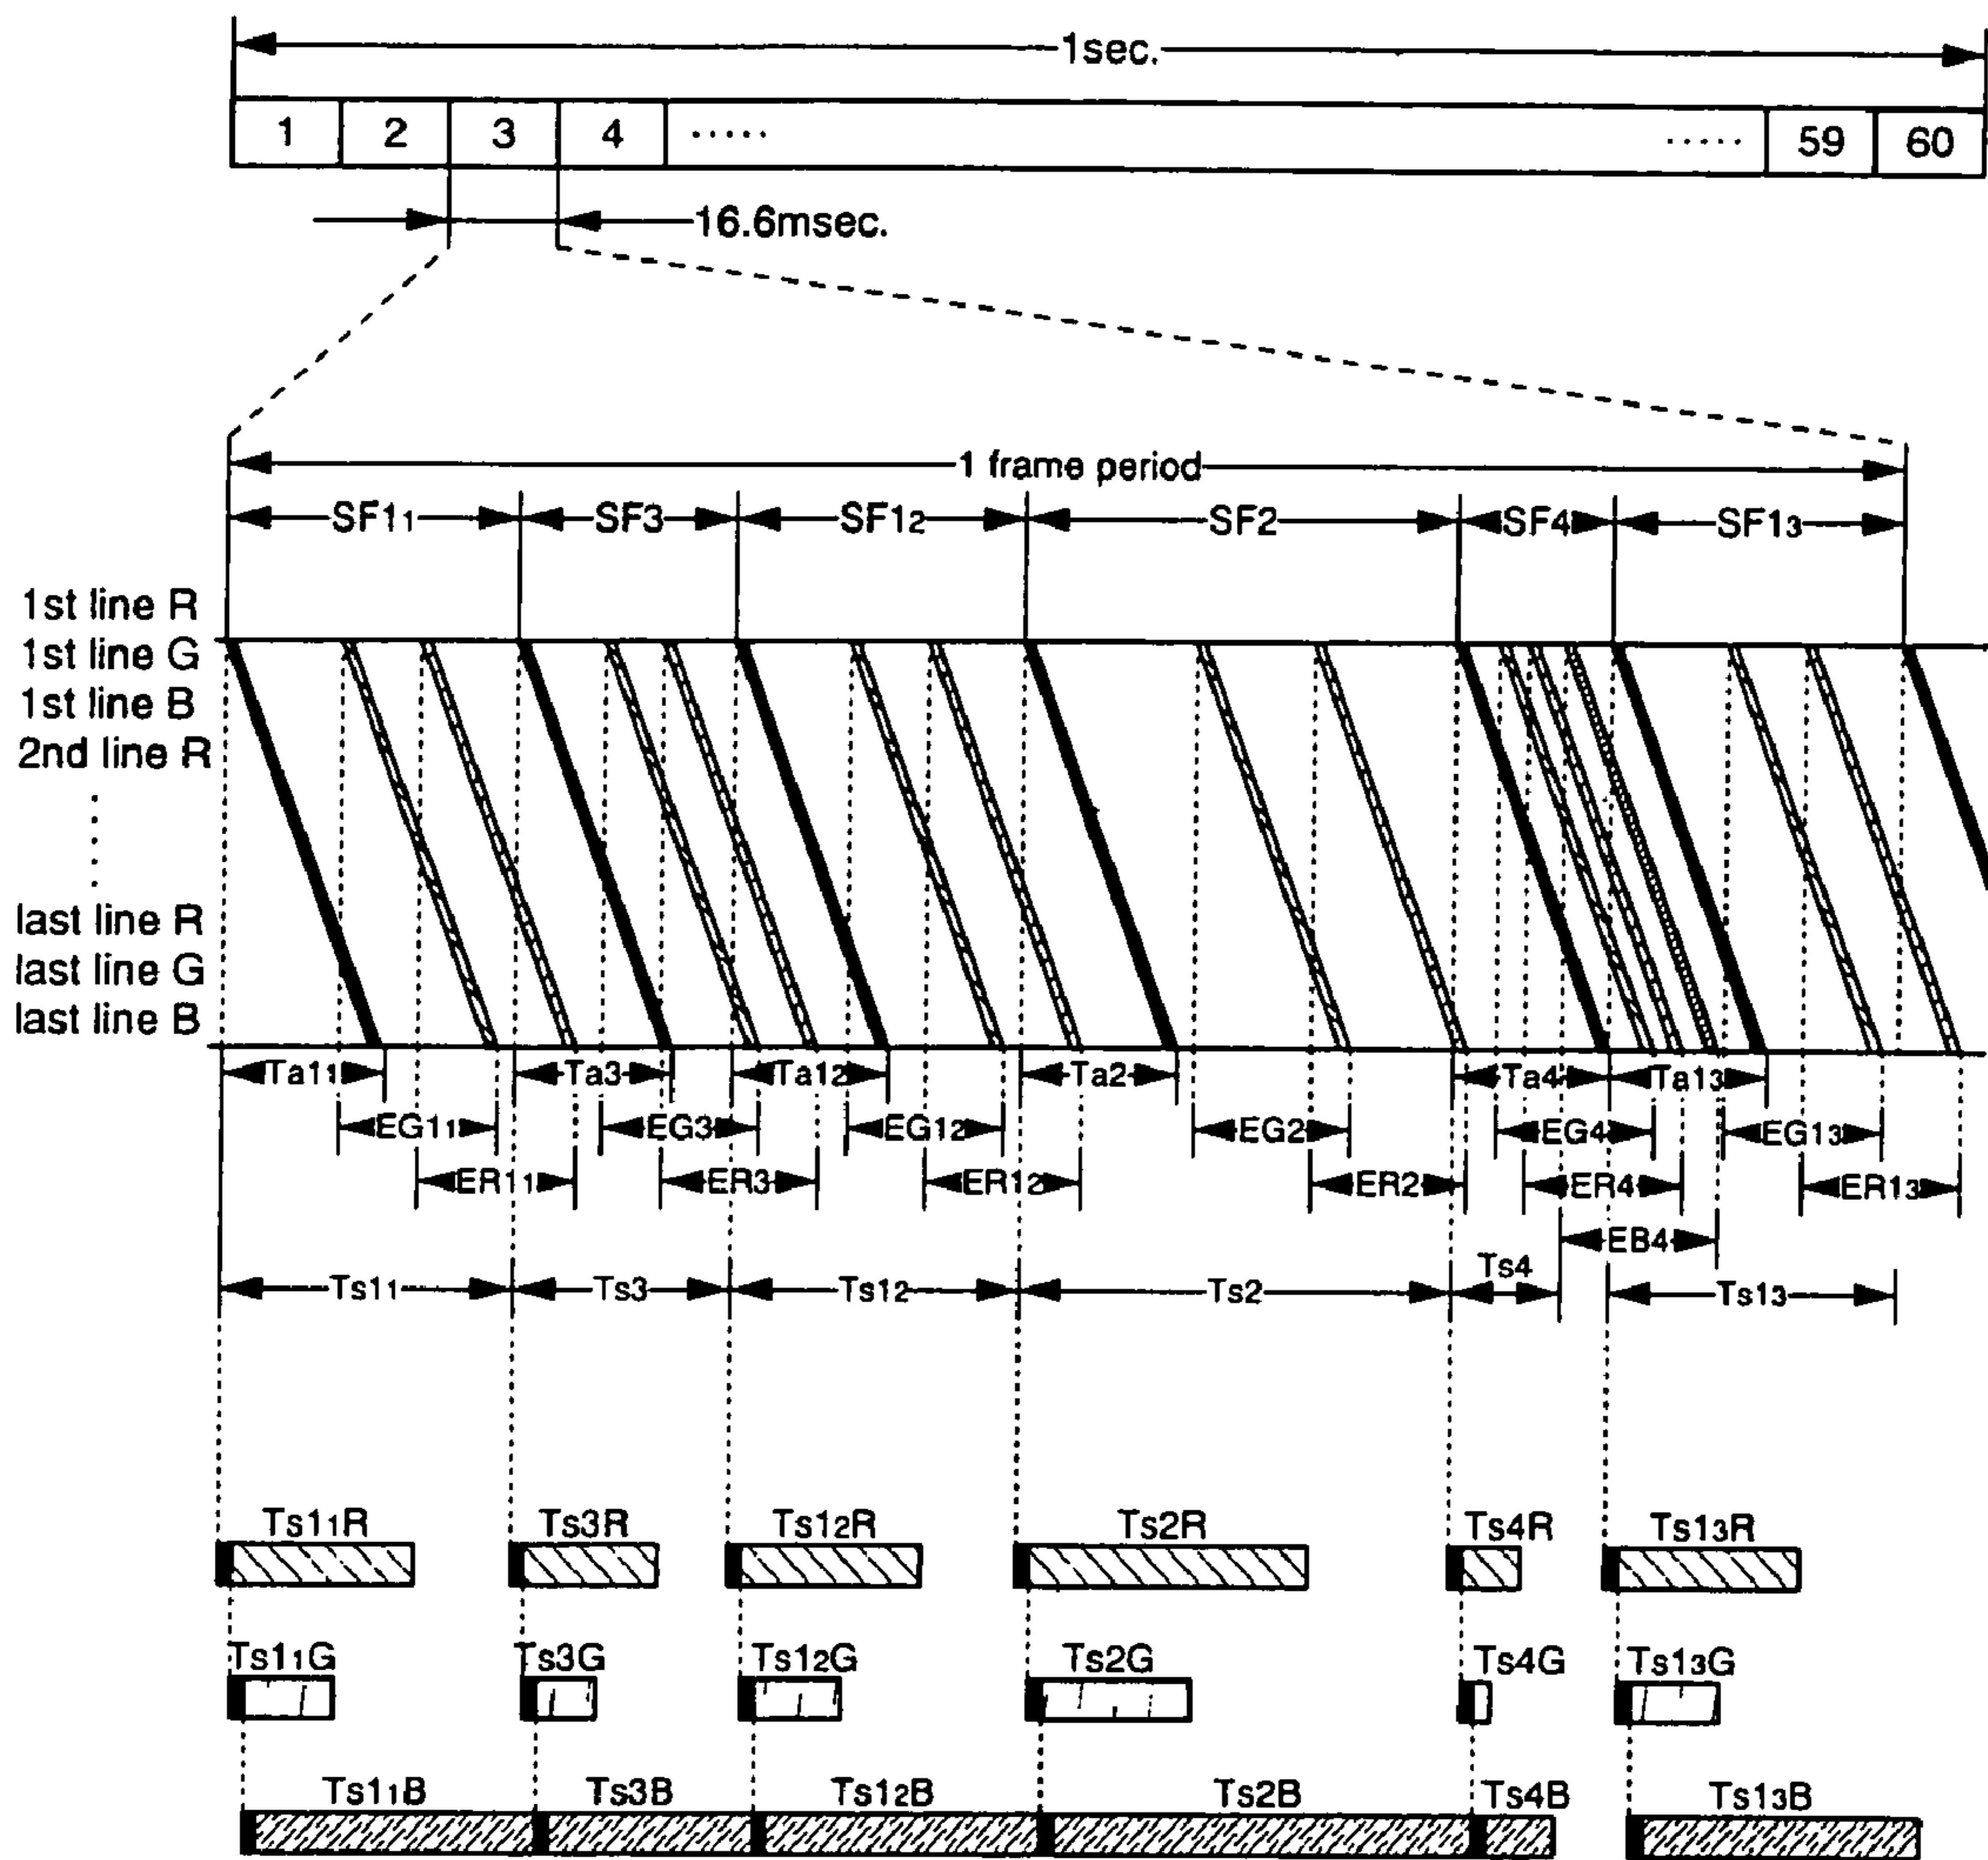 1sec.
1 2 3 4 ..... ..... 59 60
16.6msec.
1 frame period
SF11 SF3 SF12 SF2 SF4 SF13
1st line R
1st line G
1st line B
2nd line R
last line R
last line G
last line B
Ta11 Ta3 Ta12 Ta2 Ta4 Ta13
EG11 EG3 EG12 EG2 EG4 EG13
ER11 ER3 ER12 ER2 ER4 ER13
EB4
Ts11 Ts3 Ts12 Ts2 Ts4 Ts13
Ts11R Ts3R Ts12R Ts2R Ts4R Ts13R
Ts11G Ts3G Ts12G Ts2G Ts4G Ts13G
Ts11B Ts3B Ts12B Ts2B Ts4B Ts13B